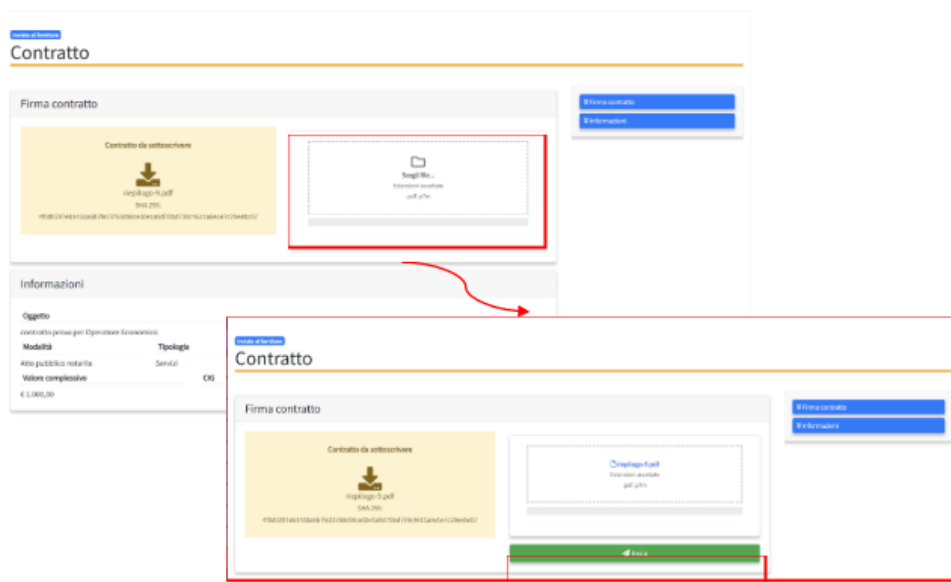 Inviato al fornitore
Contratto
Firma contratto
Contratto da sottoscrivere
riepilogo-9.pdf
SHA 256:
Scegli file...
Estensioni accettate
.pdf .p7m
Firma contratto
Informazioni
Informazioni
Oggetto
contratto prova per Operatore Economico
Modalità Tipologia
Atto pubblico notarile Servizi
Valore complessivo CIG
€ 1.000,00
Inviato al fornitore
Contratto
Firma contratto
Contratto da sottoscrivere
riepilogo-9.pdf
SHA 256:
riepilogo-9.pdf
Estensioni accettate
.pdf .p7m
Invia
Firma contratto
Informazioni